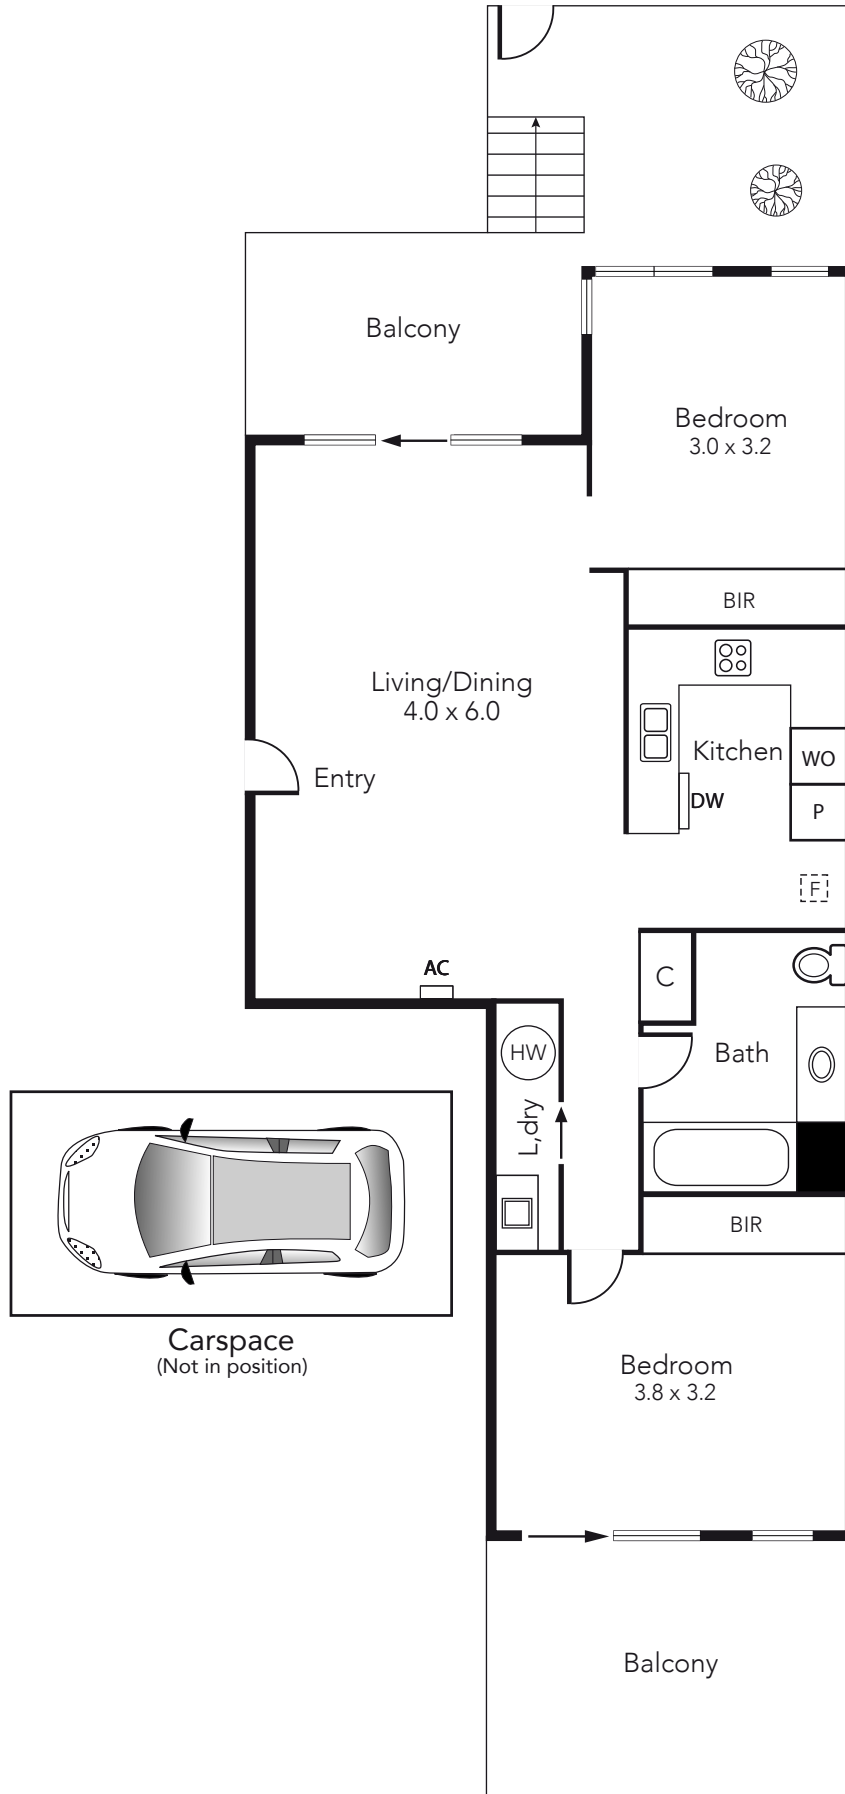 Balcony
Bedroom
3.0 x 3.2
BIR
Living/Dining
4.0 x 6.0
Kitchen
WO
Entry
DW
P
F
AC
C
HW
Bath
L,dry
BIR
Carspace
(Not in position)
Bedroom
3.8 x 3.2
Balcony